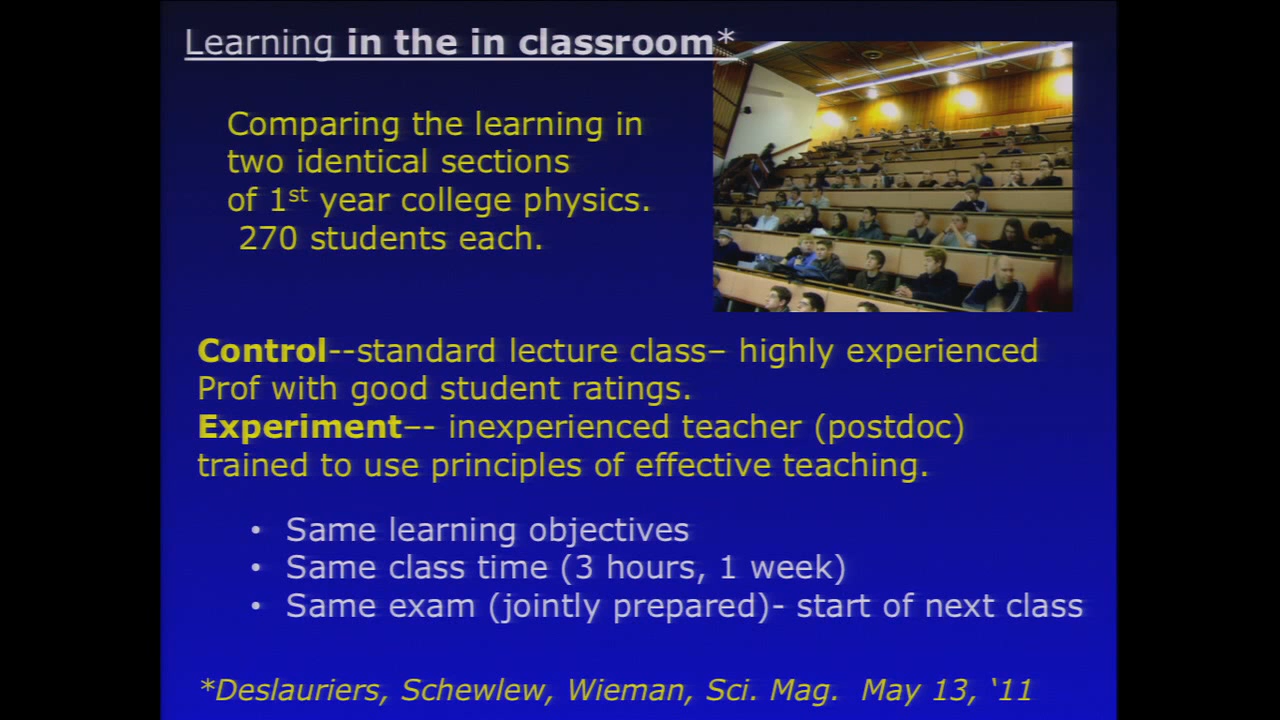 Learning in the in classroom*
Comparing the learning in
two identical sections
of 1st year college physics.
270 students each.
Control--standard lecture class– highly experienced
Prof with good student ratings.
Experiment–- inexperienced teacher (postdoc)
trained to use principles of effective teaching.
• Same learning objectives
• Same class time (3 hours, 1 week)
• Same exam (jointly prepared)- start of next class
*Deslauriers, Schewlew, Wieman, Sci. Mag. May 13, ‘11